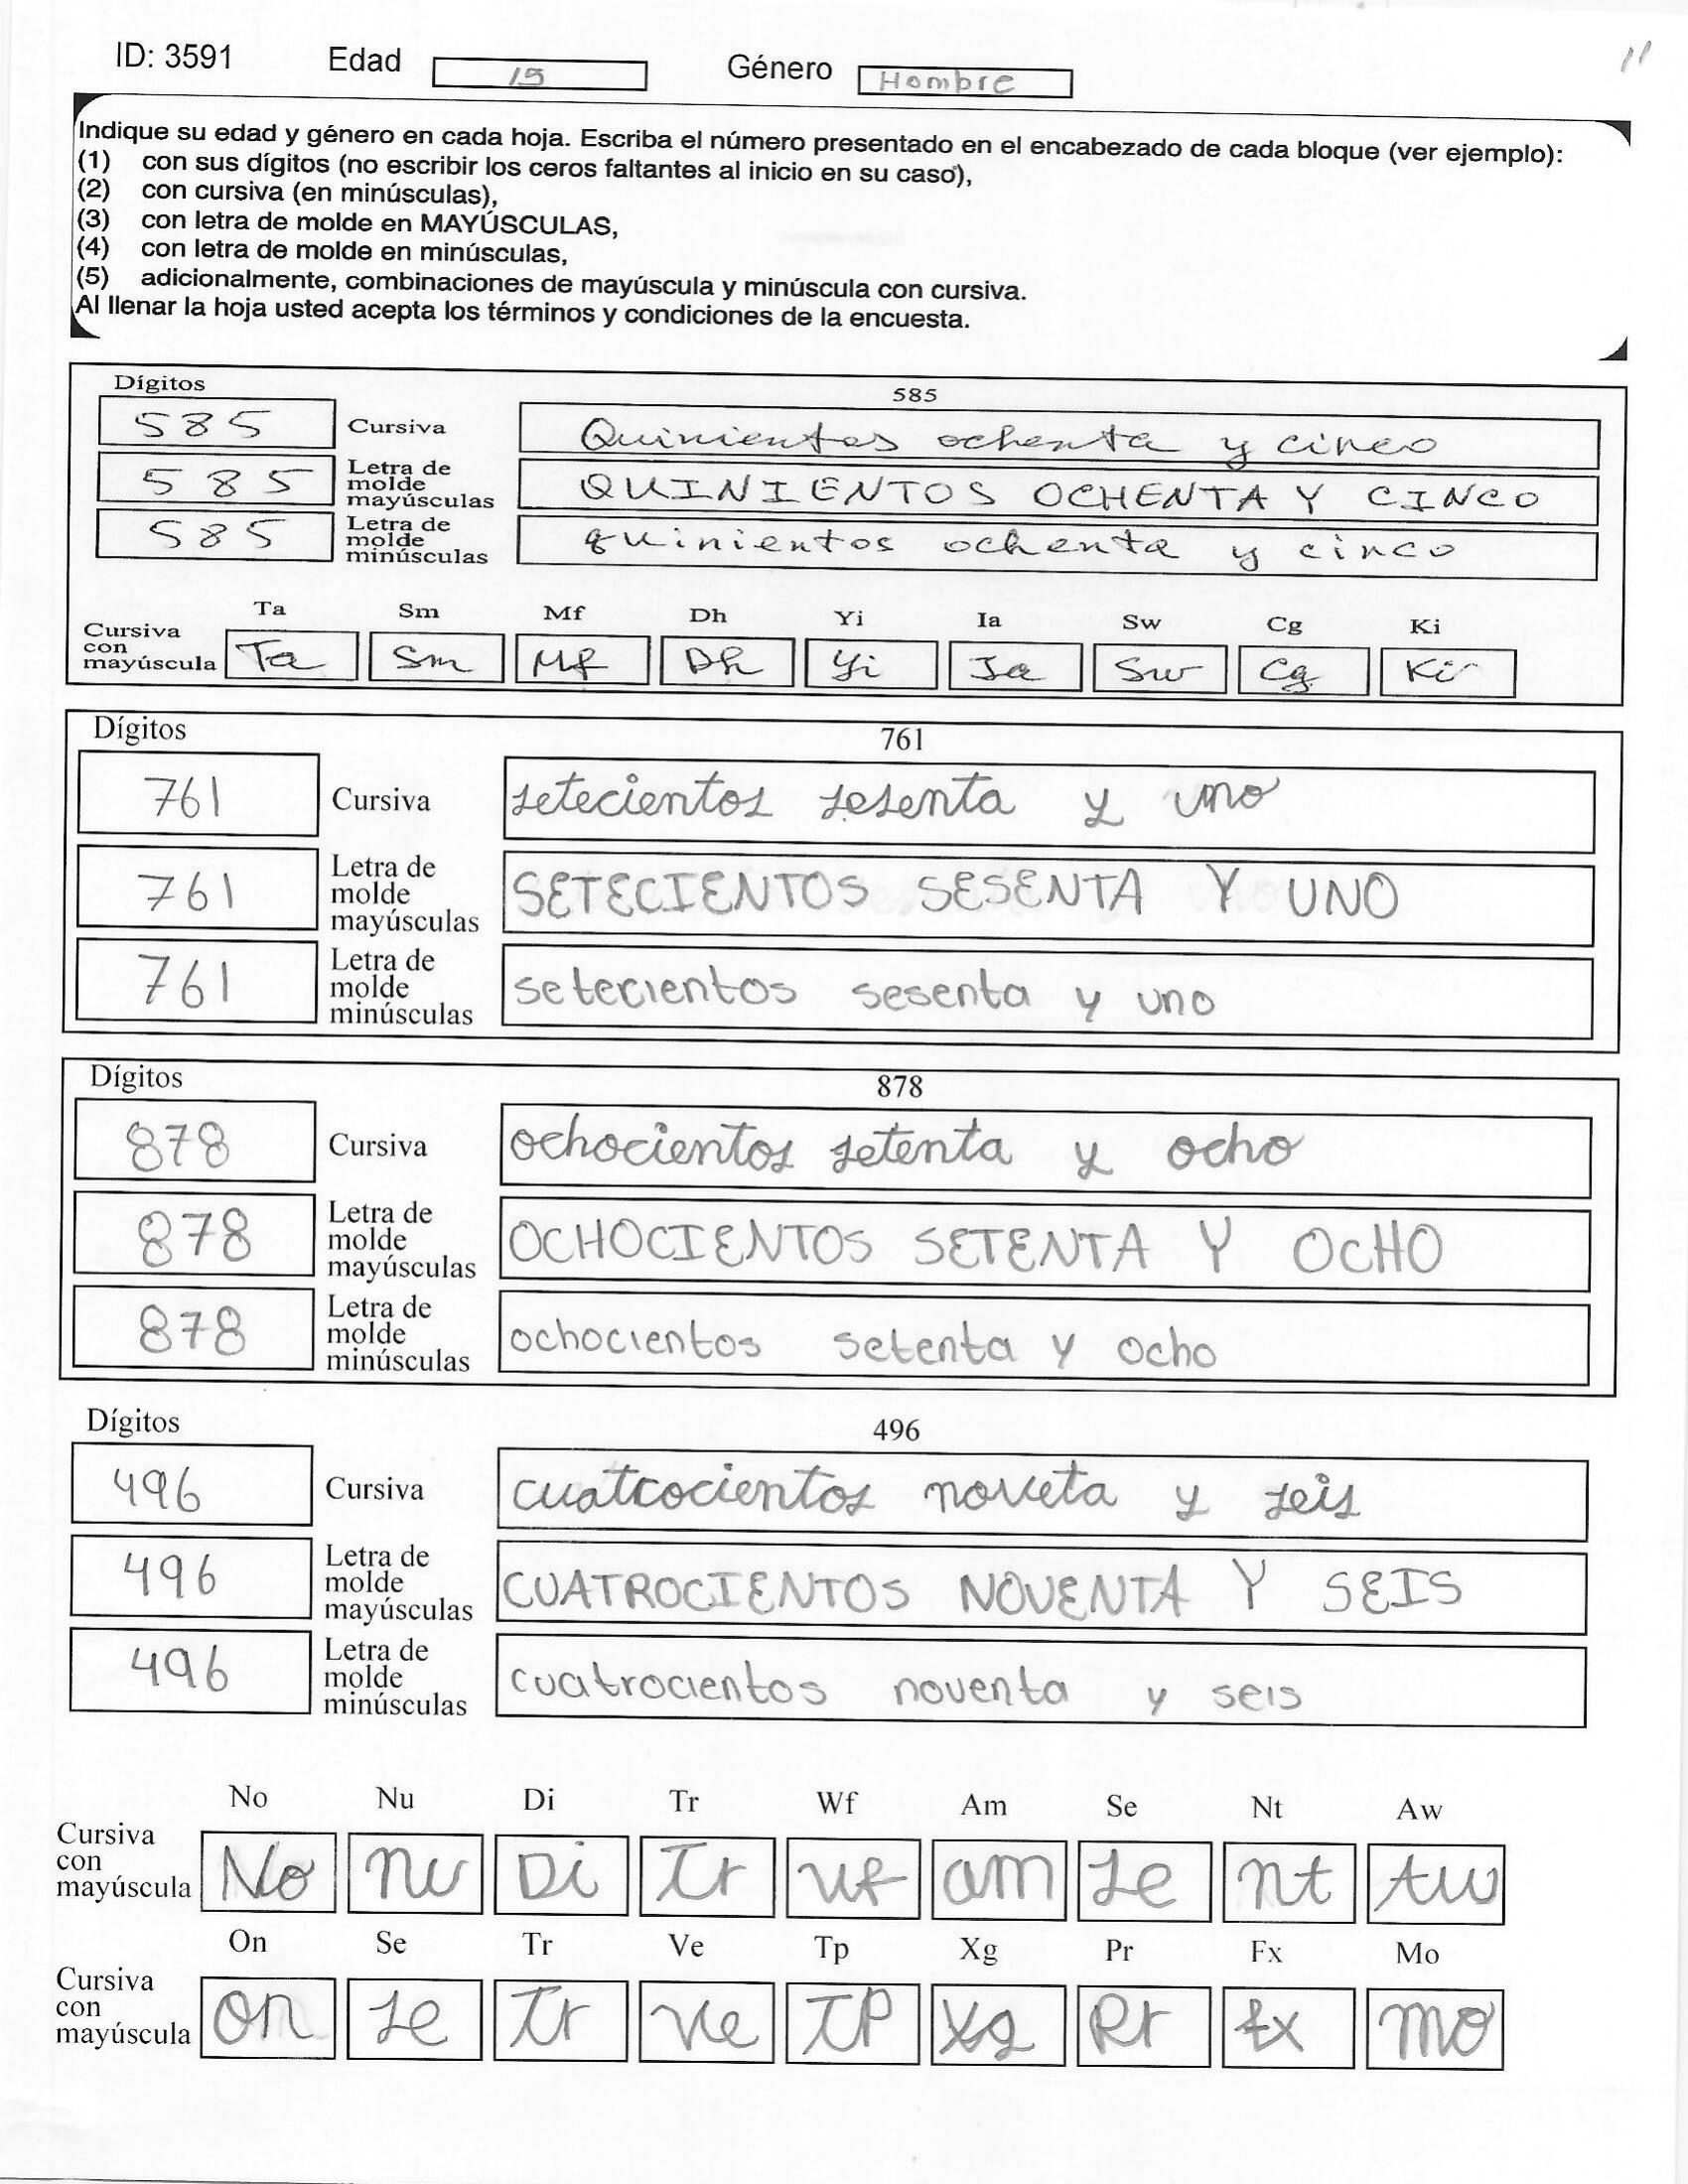 ID: 3591 Edad 15 Género Hombre 11
Indique su edad y género en cada hoja. Escriba el número presentado en el encabezado de cada bloque (ver ejemplo):
(1) con sus dígitos (no escribir los ceros faltantes al inicio en su caso),
(2) con cursiva (en minúsculas),
(3) con letra de molde en MAYÚSCULAS,
(4) con letra de molde en minúsculas,
(5) adicionalmente, combinaciones de mayúscula y minúscula con cursiva.
Al llenar la hoja usted acepta los términos y condiciones de la encuesta.
Dígitos 585
585 Cursiva Quinientos ochenta y cinco
585 Letra de molde mayúsculas QUINIENTOS OCHENTA Y CINCO
585 Letra de molde minúsculas quinientos ochenta y cinco
Ta Sm Mf Dh Yi Ia Sw Cg Ki
Cursiva con mayúscula Ta Sm Mf Dh Yi Ia Sw Cg Ki
Dígitos 761
761 Cursiva setecientos sesenta y uno
761 Letra de molde mayúsculas SETECIENTOS SESENTA Y UNO
761 Letra de molde minúsculas setecientos sesenta y uno
Dígitos 878
878 Cursiva ochocientos setenta y ocho
878 Letra de molde mayúsculas OCHOCIENTOS SETENTA Y OCHO
878 Letra de molde minúsculas ochocientos setenta y ocho
Dígitos 496
496 Cursiva cuatrocientos noveta y seis
496 Letra de molde mayúsculas CUATROCIENTOS NOVENTA Y SEIS
496 Letra de molde minúsculas cuatrocientos noventa y seis
No Nu Di Tr Wf Am Se Nt Aw
Cursiva con mayúscula No nu Di Tr wf am se nt Aw
On Se Tr Ve Tp Xg Pr Fx Mo
Cursiva con mayúscula On se Tr ve TP Xg Pr fx mo